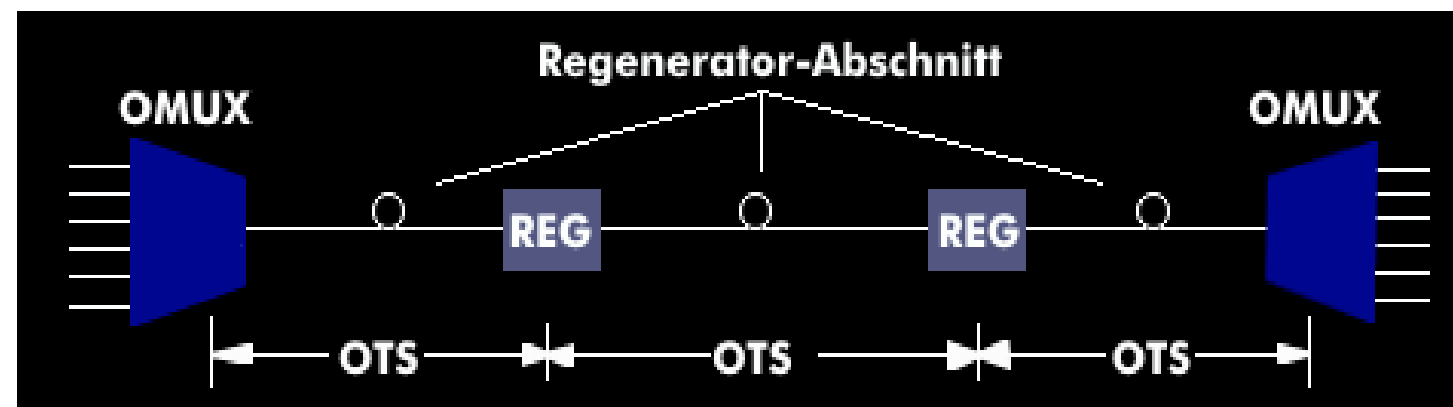 Regenerator-Abschnitt
OMUX
OMUX
REG
REG
OTS
OTS
OTS